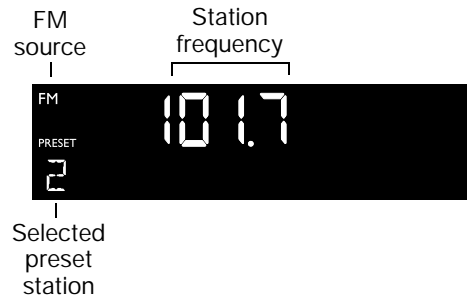 FM
source
Station
frequency
FM
101.7
PRESET
2
Selected
preset
station